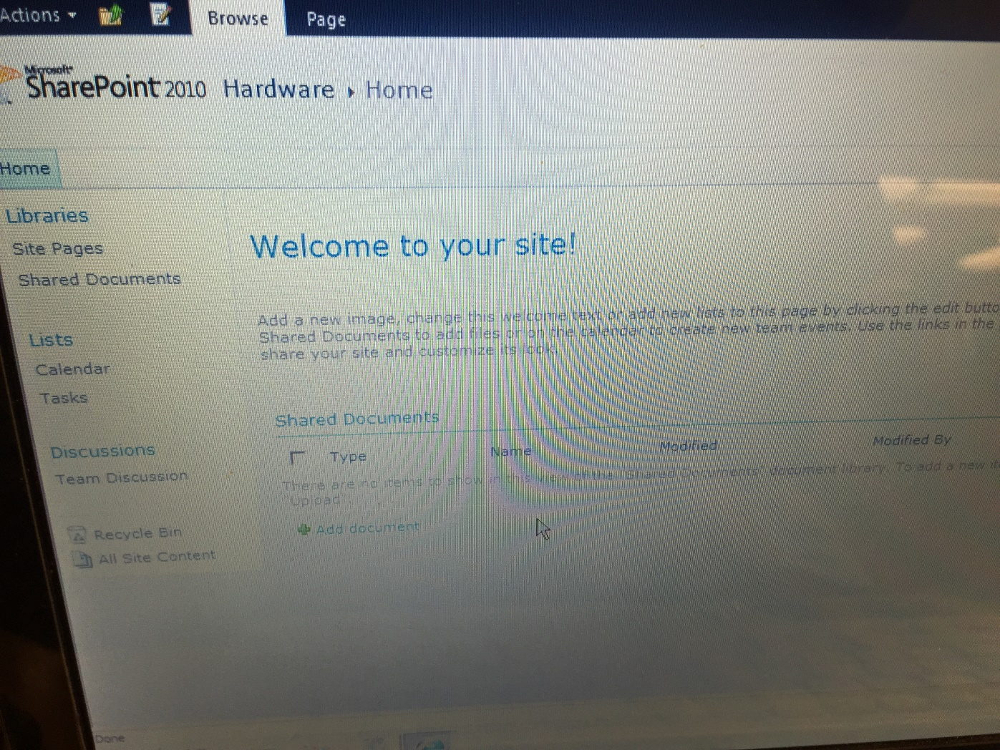 Actions
Browse
Page
Microsoft®
SharePoint 2010 Hardware Home
Home
Libraries
Site Pages
Shared Documents
Lists
Calendar
Tasks
Discussions
Team Discussion
Recycle Bin
All Site Content
Welcome to your site!
Add a new image, change this welcome text or add new lists to this page by clicking the edit butto
Shared Documents to add files or on the calendar to create new team events. Use the links in the
share your site and customize its look.
Shared Documents
Type Name Modified Modified By
There are no items to show in this view of the "Shared Documents" document library. To add a new
"Upload".
Add document
Done